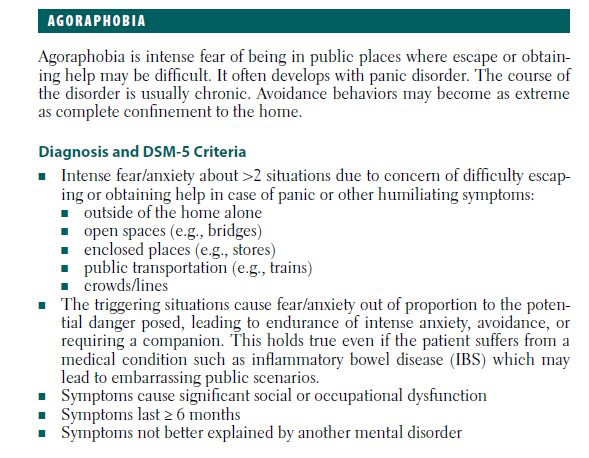 AGORAPHOBIA
Agoraphobia is intense fear of being in public places where escape or obtain-
ing help may be difficult. It often develops with panic disorder. The course of
the disorder is usually chronic. Avoidance behaviors may become as extreme
as complete confinement to the home.
Diagnosis and DSM-5 Criteria
■ Intense fear/anxiety about >2 situations due to concern of difficulty escap-
ing or obtaining help in case of panic or other humiliating symptoms:
■ outside of the home alone
■ open spaces (e.g., bridges)
■ enclosed places (e.g., stores)
■ public transportation (e.g., trains)
■ crowds/lines
■ The triggering situations cause fear/anxiety out of proportion to the poten-
tial danger posed, leading to endurance of intense anxiety, avoidance, or
requiring a companion. This holds true even if the patient suffers from a
medical condition such as inflammatory bowel disease (IBS) which may
lead to embarrassing public scenarios.
■ Symptoms cause significant social or occupational dysfunction
■ Symptoms last ≥ 6 months
■ Symptoms not better explained by another mental disorder